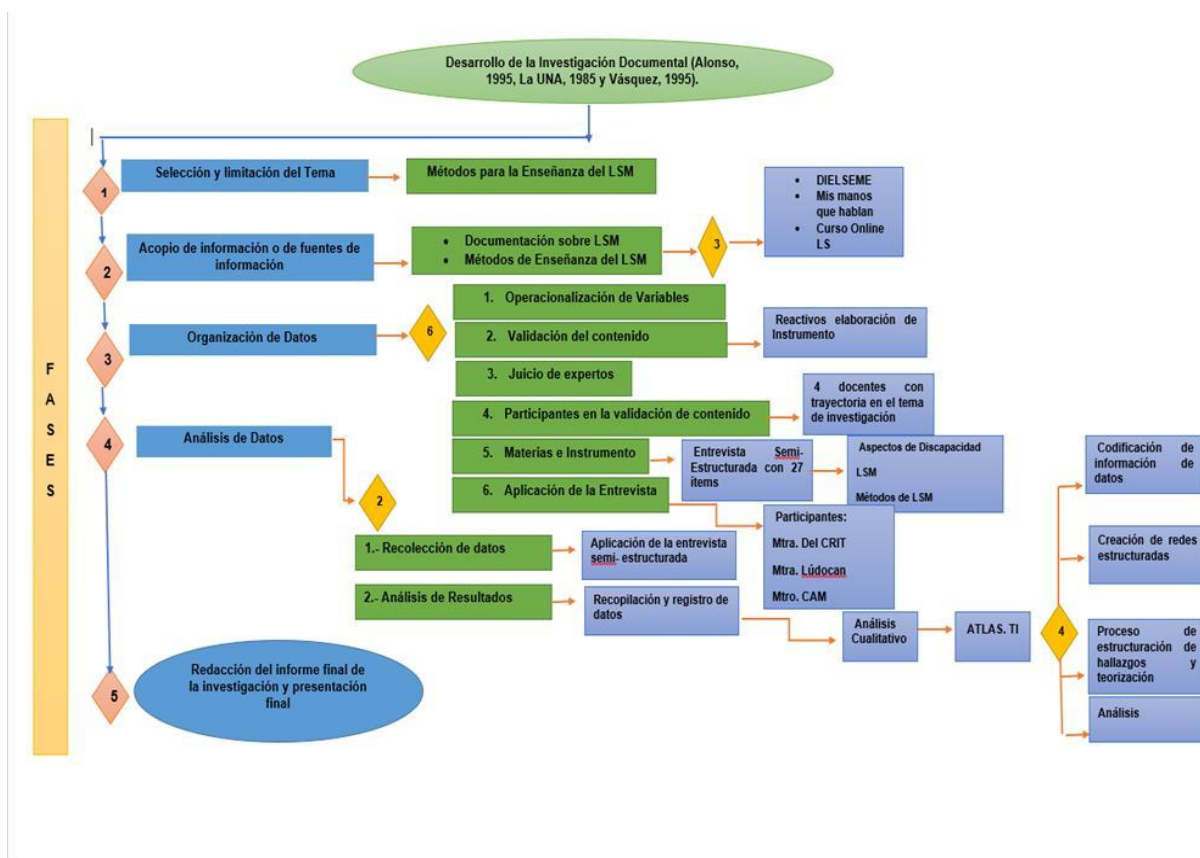 Desarrollo de la Investigación Documental (Alonso,
1995, La UNA, 1985 y Vásquez, 1995).
F
A
S
E
S
1
Selección y limitación del Tema
Métodos para la Enseñanza del LSM
2
Acopio de información o de fuentes de
información
• Documentación sobre LSM
• Métodos de Enseñanza del LSM
3
• DIELSEME
• Mis manos
que hablan
• Curso Online
LS
3
Organización de Datos
6
1. Operacionalización de Variables
2. Validación del contenido
Reactivos elaboración de
Instrumento
3. Juicio de expertos
4. Participantes en la validación de contenido
4 docentes con
trayectoria en el tema
de investigación
5. Materias e Instrumento
Entrevista Semi-
Estructurada con 27
items
Aspectos de Discapacidad
LSM
Métodos de LSM
6. Aplicación de la Entrevista
Participantes:
Mtra. Del CRIT
Mtra. Lúdocan
Mtro. CAM
4
Análisis de Datos
2
1.- Recolección de datos
Aplicación de la entrevista
semi- estructurada
2.- Análisis de Resultados
Recopilación y registro de
datos
Análisis
Cualitativo
ATLAS. TI
4
Codificación de
información de
datos
Creación de redes
estructuradas
Proceso de
estructuración de
hallazgos y
teorización
Análisis
5
Redacción del informe final de
la investigación y presentación
final